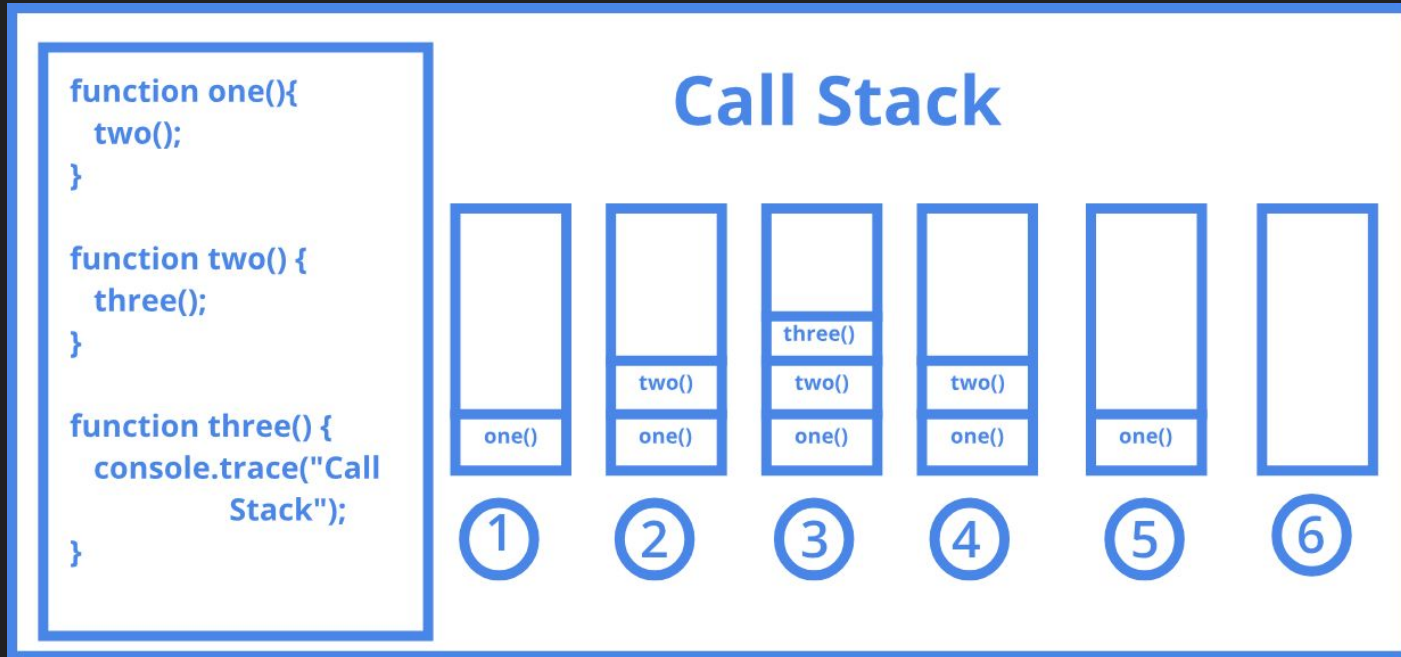 function one(){
two();
}
function two() {
three();
}
function three() {
console.trace("Call
Stack");
}
Call Stack
one()
two()
one()
three()
two()
one()
two()
one()
one()
1
2
3
4
5
6